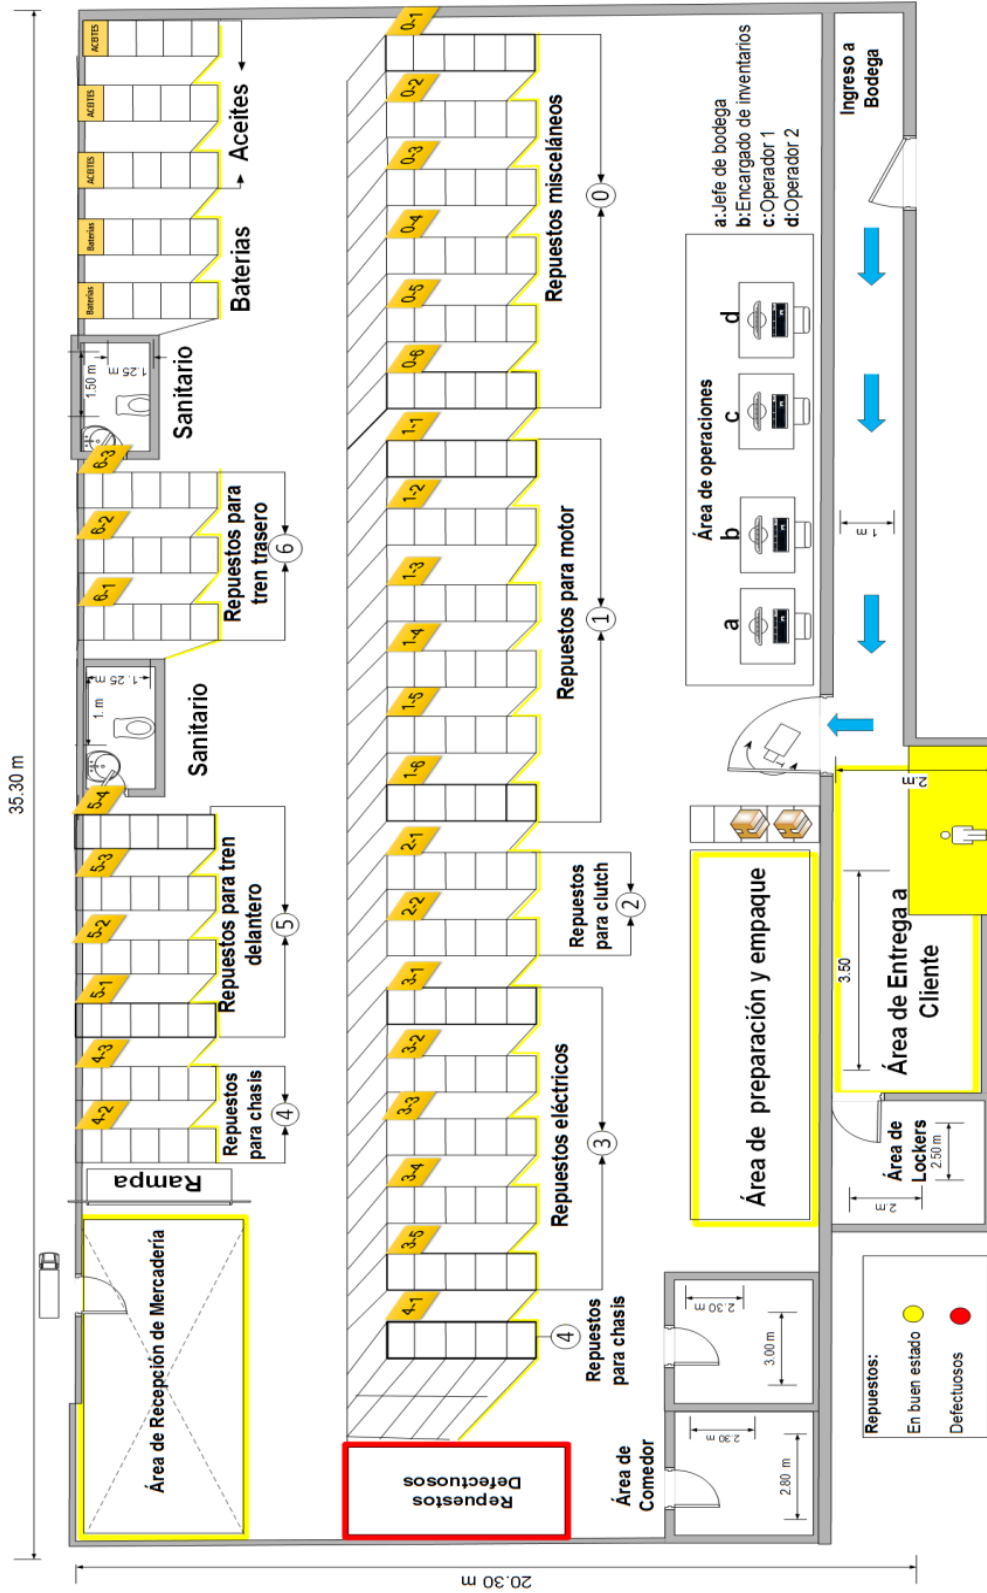 35.30 m
20.30 m
Área de Recepción de Mercadería
Rampa
4-2
4-3
5-1
5-2
5-3
5-4
6-1
6-2
6-3
Baterias
Baterias
ACEITES
ACEITES
ACEITES
Repuestos
para chasis
4
Repuestos para tren
delantero
5
1. m
1.25 m
Sanitario
Repuestos para
tren trasero
6
1.50 m
1.25 m
Sanitario
Baterias
Aceites
4-1
3-5
3-4
3-3
3-2
3-1
2-2
2-1
1-6
1-5
1-4
1-3
1-2
1-1
0-6
0-5
0-4
0-3
0-2
0-1
Repuestos
Defectuosos
4
Repuestos
para chasis
Repuestos eléctricos
3
Repuestos
para clutch
2
Repuestos para motor
1
Repuestos misceláneos
0
Área de
Comedor
2.30 m
2.80 m
2.30 m
3.00 m
Área de preparación y empaque
Área de operaciones
a
b
c
d
a:Jefe de bodega
b:Encargado de inventarios
c:Operador 1
d:Operador 2
Repuestos:
En buen estado
Defectuosos
Área de
Lockers
2.50 m
2.m
3.50
Área de Entrega a
Cliente
2.m
1 m
Ingreso a
Bodega